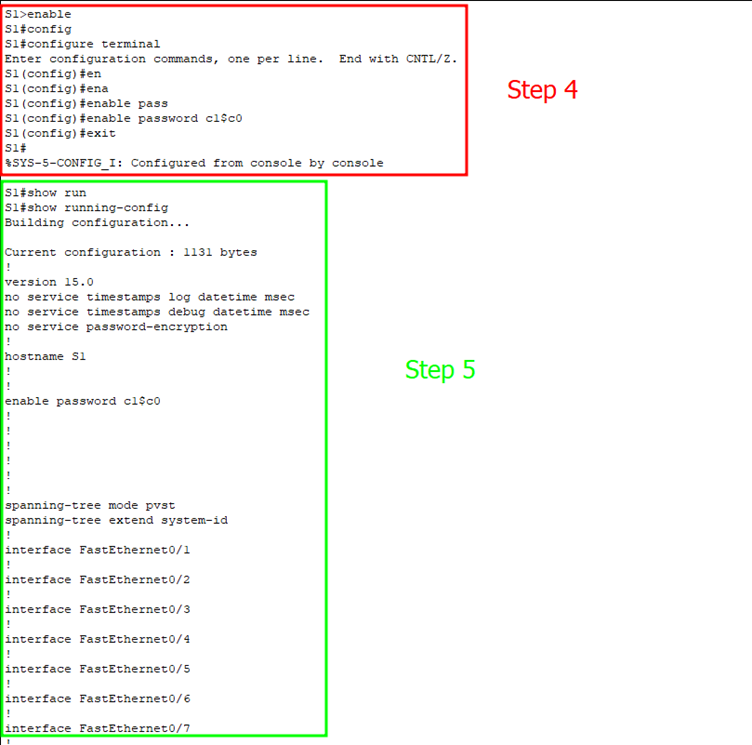 S1>enable
S1#config
S1#configure terminal
Enter configuration commands, one per line.  End with CNTL/Z.
S1(config)#en
S1(config)#ena
S1(config)#enable pass
S1(config)#enable password c1$c0
S1(config)#exit
S1#
%SYS-5-CONFIG_I: Configured from console by console
Step 4
S1#show run
S1#show running-config
Building configuration...
Current configuration : 1131 bytes
!
version 15.0
no service timestamps log datetime msec
no service timestamps debug datetime msec
no service password-encryption
!
hostname S1
!
!
enable password c1$c0
!
!
!
!
!
!
spanning-tree mode pvst
spanning-tree extend system-id
!
interface FastEthernet0/1
!
interface FastEthernet0/2
!
interface FastEthernet0/3
!
interface FastEthernet0/4
!
interface FastEthernet0/5
!
interface FastEthernet0/6
!
interface FastEthernet0/7
!
Step 5